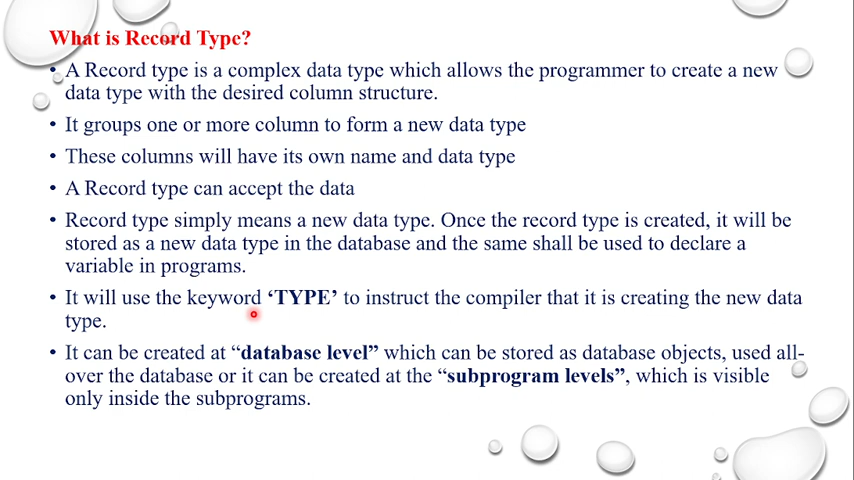 What is Record Type?
• A Record type is a complex data type which allows the programmer to create a new
data type with the desired column structure.
• It groups one or more column to form a new data type
• These columns will have its own name and data type
• A Record type can accept the data
• Record type simply means a new data type. Once the record type is created, it will be
stored as a new data type in the database and the same shall be used to declare a
variable in programs.
• It will use the keyword ‘TYPE’ to instruct the compiler that it is creating the new data
type.
• It can be created at “database level” which can be stored as database objects, used all-
over the database or it can be created at the “subprogram levels”, which is visible
only inside the subprograms.